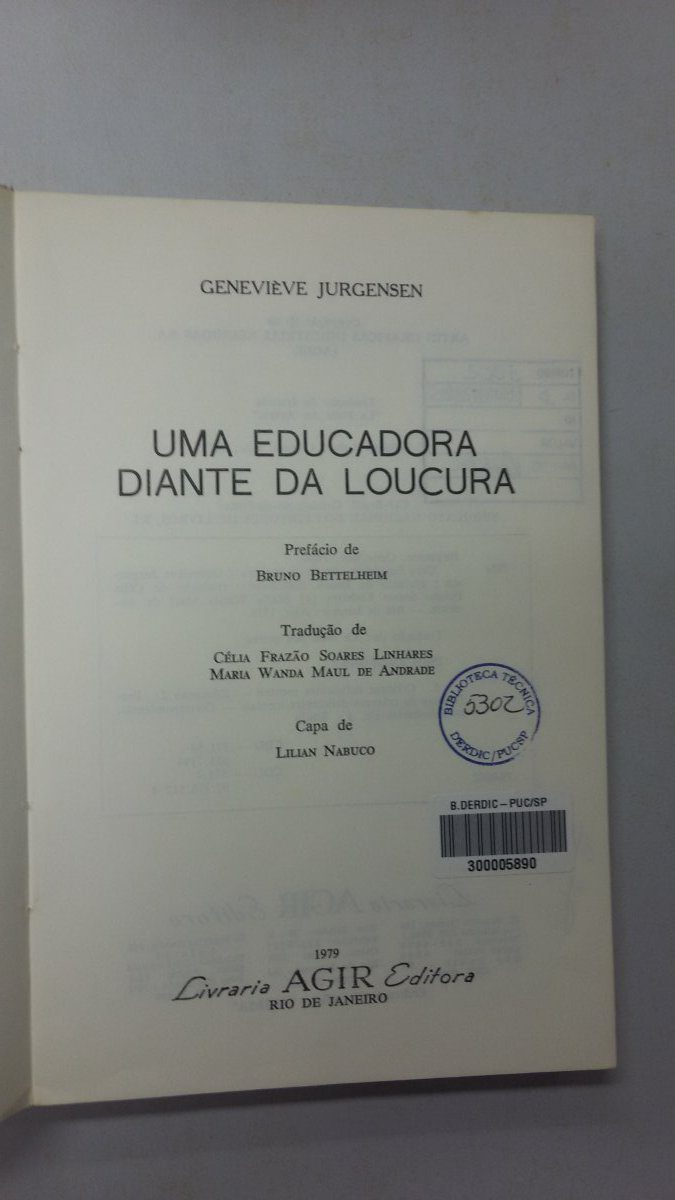 GENEVIÈVE JURGENSEN
UMA EDUCADORA
DIANTE DA LOUCURA
Prefácio de
BRUNO BETTELHEIM
Tradução de
CÉLIA FRAZÃO SOARES LINHARES
MARIA WANDA MAUL DE ANDRADE
Capa de
LILIAN NABUCO
BIBLIOTECA TÉCNICA
5302
DERDIC/PUCSP
B.DERDIC-PUC/SP
300005890
1979
Livraria AGIR Editora
RIO DE JANEIRO